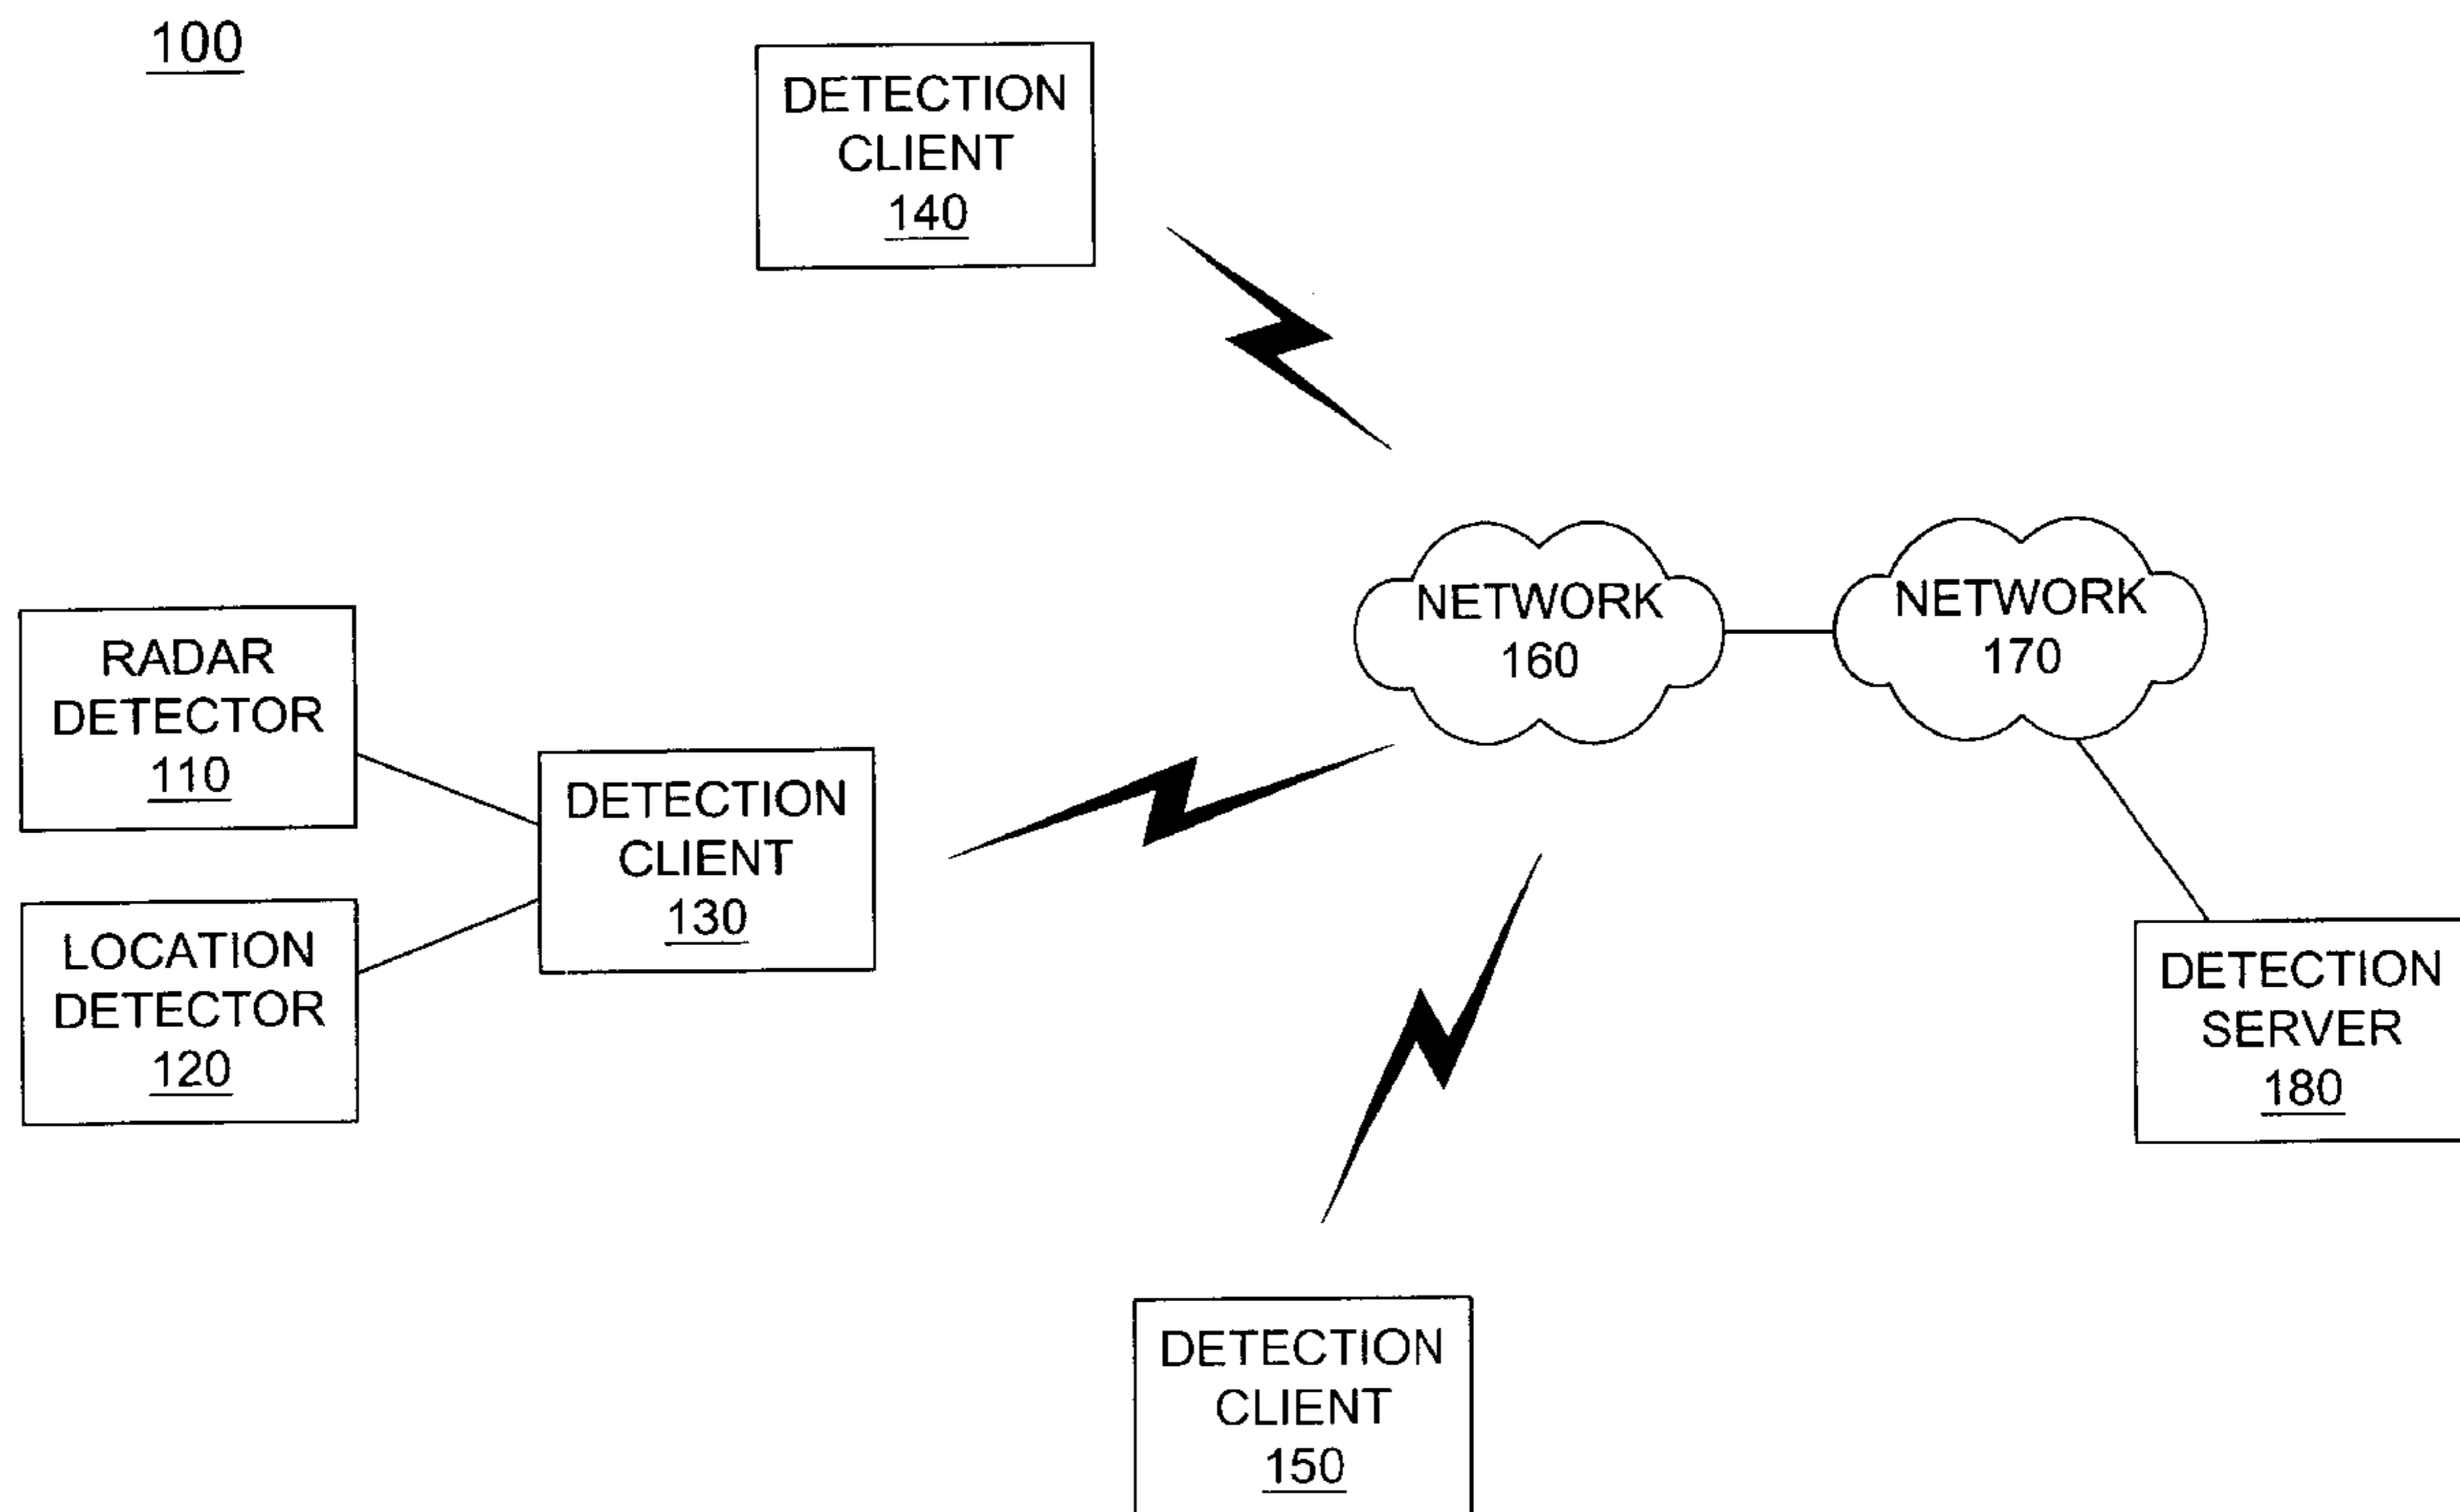 100
DETECTION
CLIENT
140
NETWORK
160
NETWORK
170
RADAR
DETECTOR
110
DETECTION
CLIENT
130
LOCATION
DETECTOR
120
DETECTION
SERVER
180
DETECTION
CLIENT
150